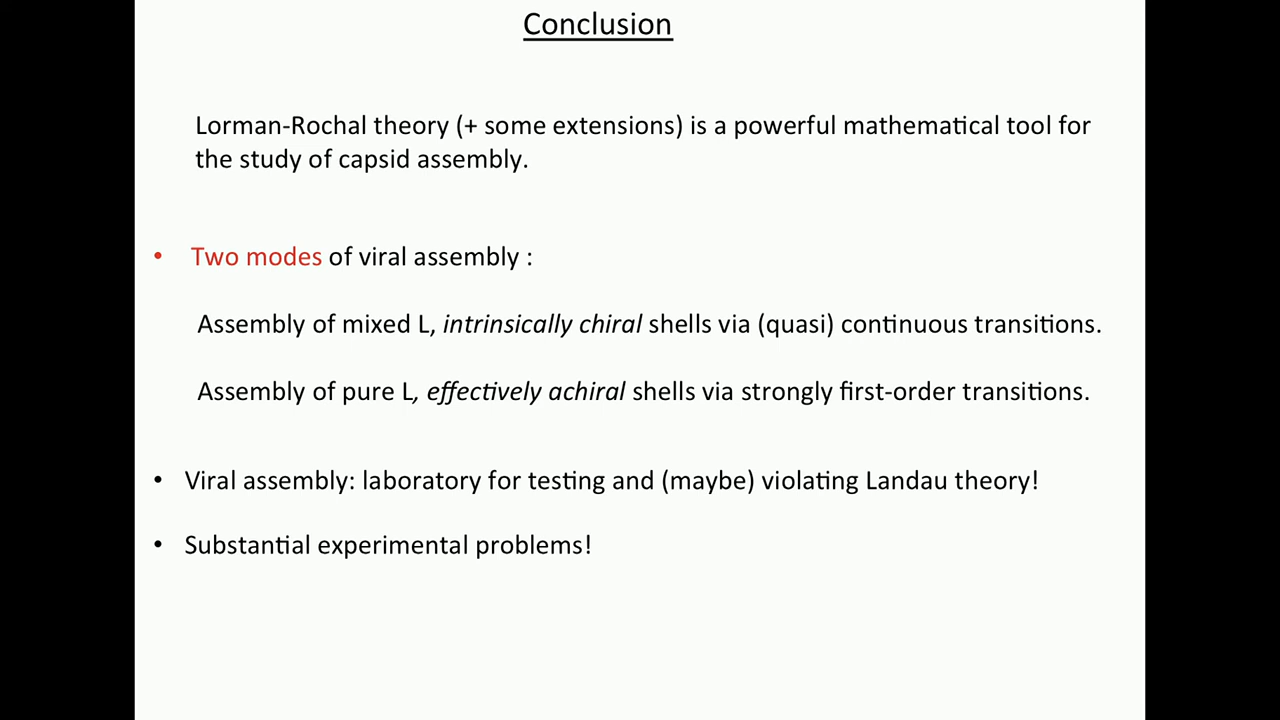 Conclusion
Lorman-Rochal theory (+ some extensions) is a powerful mathematical tool for
the study of capsid assembly.
• Two modes of viral assembly :
Assembly of mixed L, intrinsically chiral shells via (quasi) continuous transitions.
Assembly of pure L, effectively achiral shells via strongly first-order transitions.
• Viral assembly: laboratory for testing and (maybe) violating Landau theory!
• Substantial experimental problems!